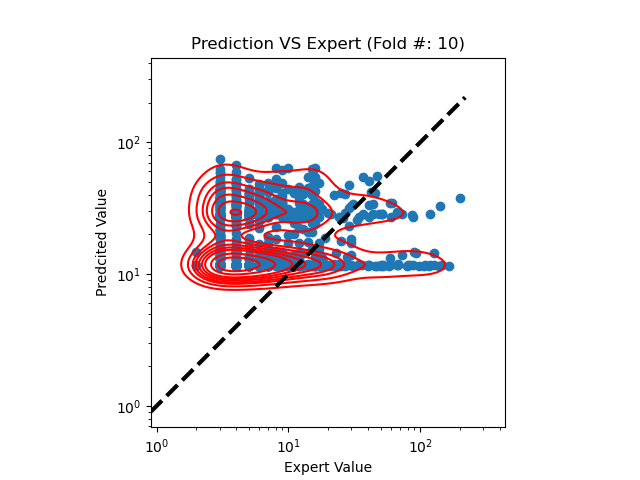 Prediction VS Expert (Fold #: 10)
Predcited Value
10²
10¹
10⁰
10⁰ 10¹ 10²
Expert Value